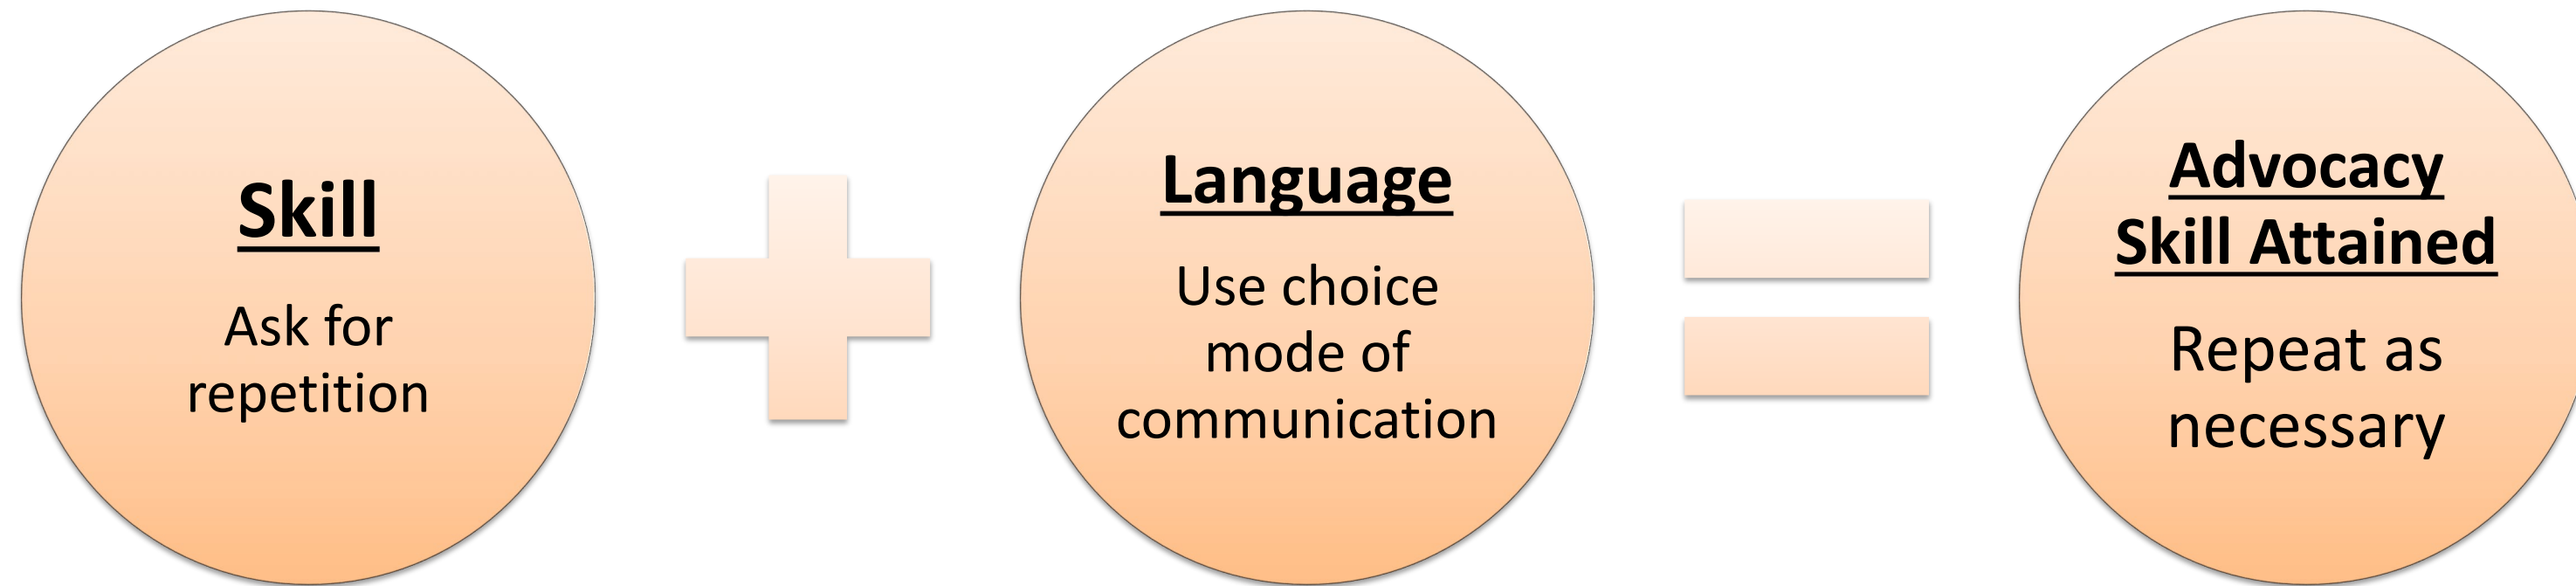 Skill
Ask for
repetition
Language
Use choice
mode of
communication
Advocacy
Skill Attained
Repeat as
necessary